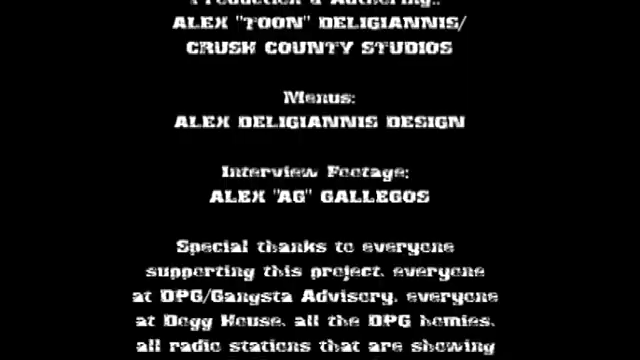 Production & Authoring:
ALEX "TOON" DELIGIANNIS/
CRUSH COUNTY STUDIOS
Menus:
ALEX DELIGIANNIS DESIGN
Interview Footage:
ALEX "AG" GALLEGOS
Special thanks to everyone
supporting this project, everyone
at DPG/Gangsta Advisory, everyone
at Dogg House, all the DPG homies,
all radio stations that are showing